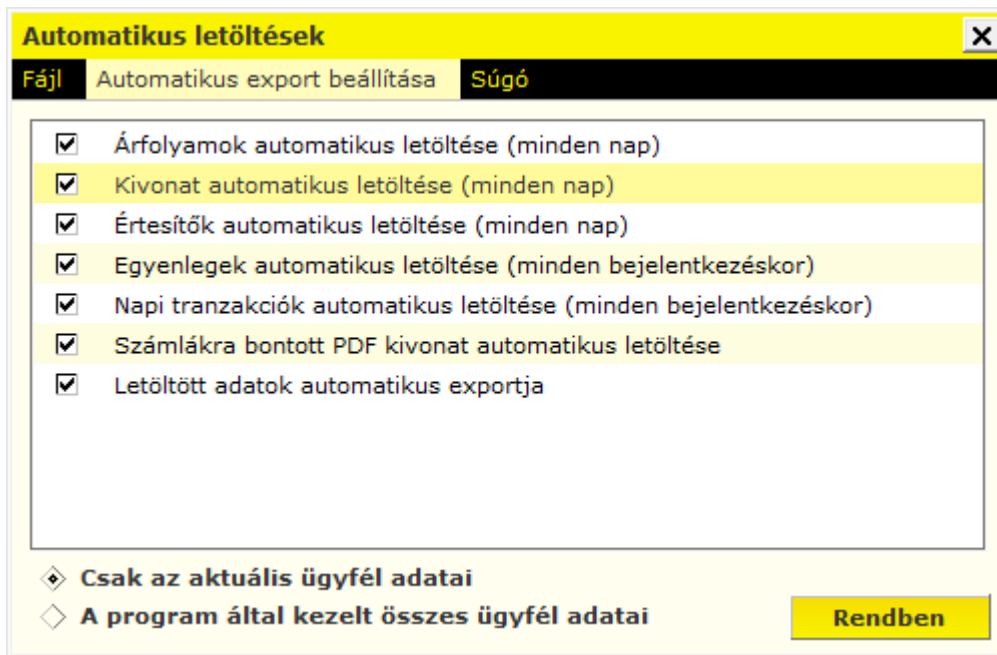 Automatikus letöltések
Fájl Automatikus export beállítása Súgó
Árfolyamok automatikus letöltése (minden nap)
Kivonat automatikus letöltése (minden nap)
Értesítők automatikus letöltése (minden nap)
Egyenlegek automatikus letöltése (minden bejelentkezéskor)
Napi tranzakciók automatikus letöltése (minden bejelentkezéskor)
Számlákra bontott PDF kivonat automatikus letöltése
Letöltött adatok automatikus exportja
Csak az aktuális ügyfél adatai
A program által kezelt összes ügyfél adatai
Rendben